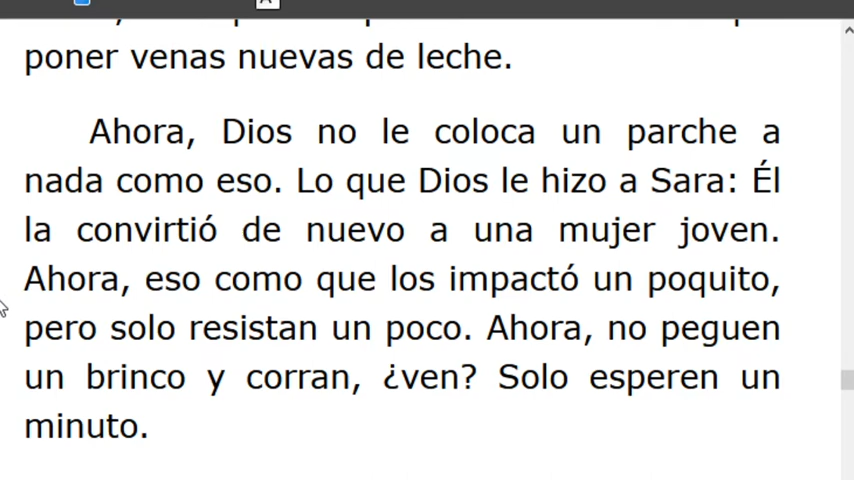 poner venas nuevas de leche.
Ahora, Dios no le coloca un parche a
nada como eso. Lo que Dios le hizo a Sara: Él
la convirtió de nuevo a una mujer joven.
Ahora, eso como que los impactó un poquito,
pero solo resistan un poco. Ahora, no peguen
un brinco y corran, ¿ven? Solo esperen un
minuto.